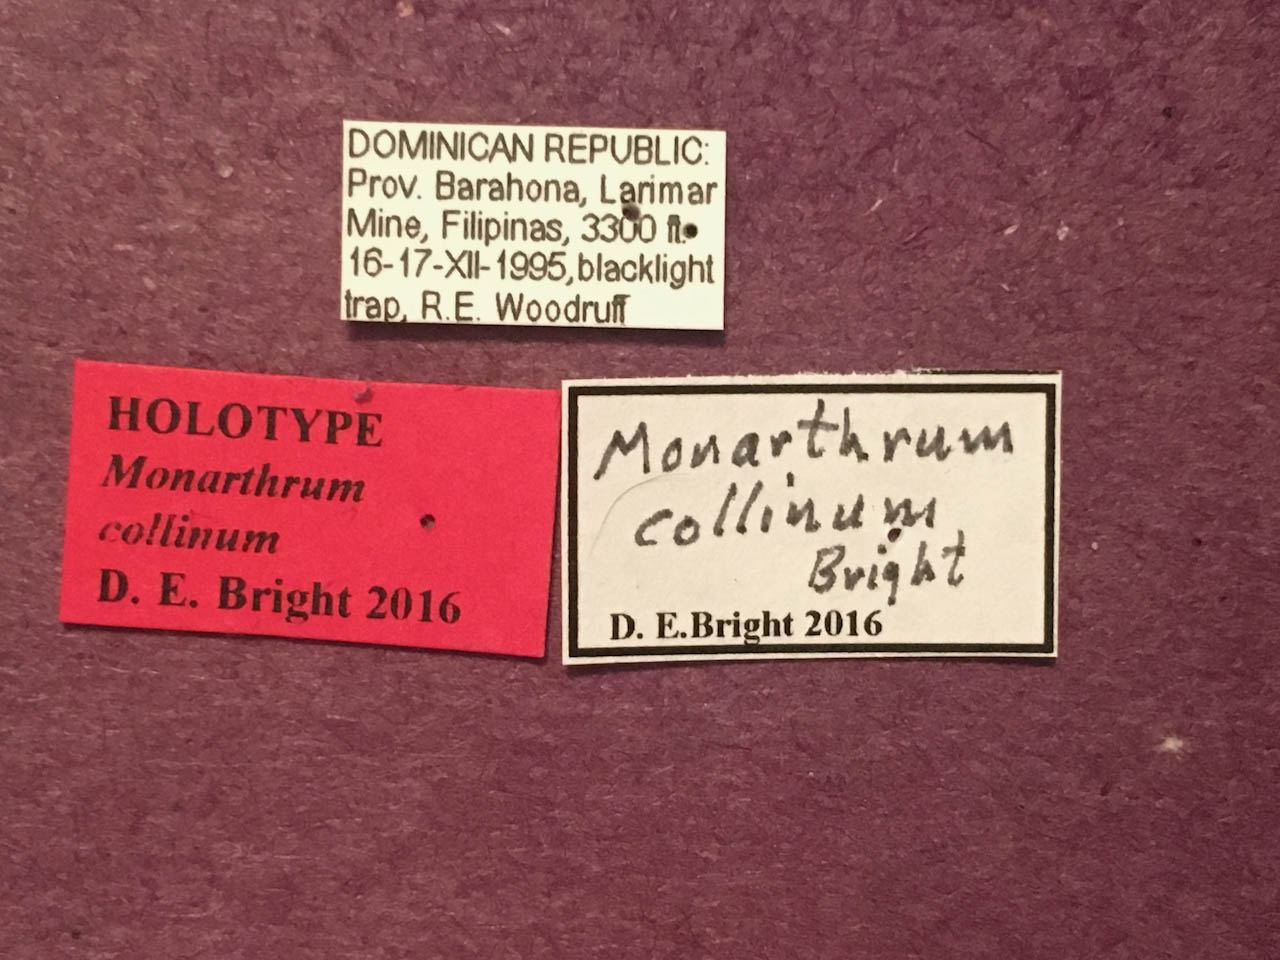 DOMINICAN REPUBLIC:
Prov. Barahona, Larimar
Mine, Filipinas, 3300 ft.
16-17-XII-1995, blacklight
trap, R.E. Woodruff
HOLOTYPE
Monarthrum
collinum
D. E. Bright 2016
Monarthrum
collinum
Bright
D. E.Bright 2016